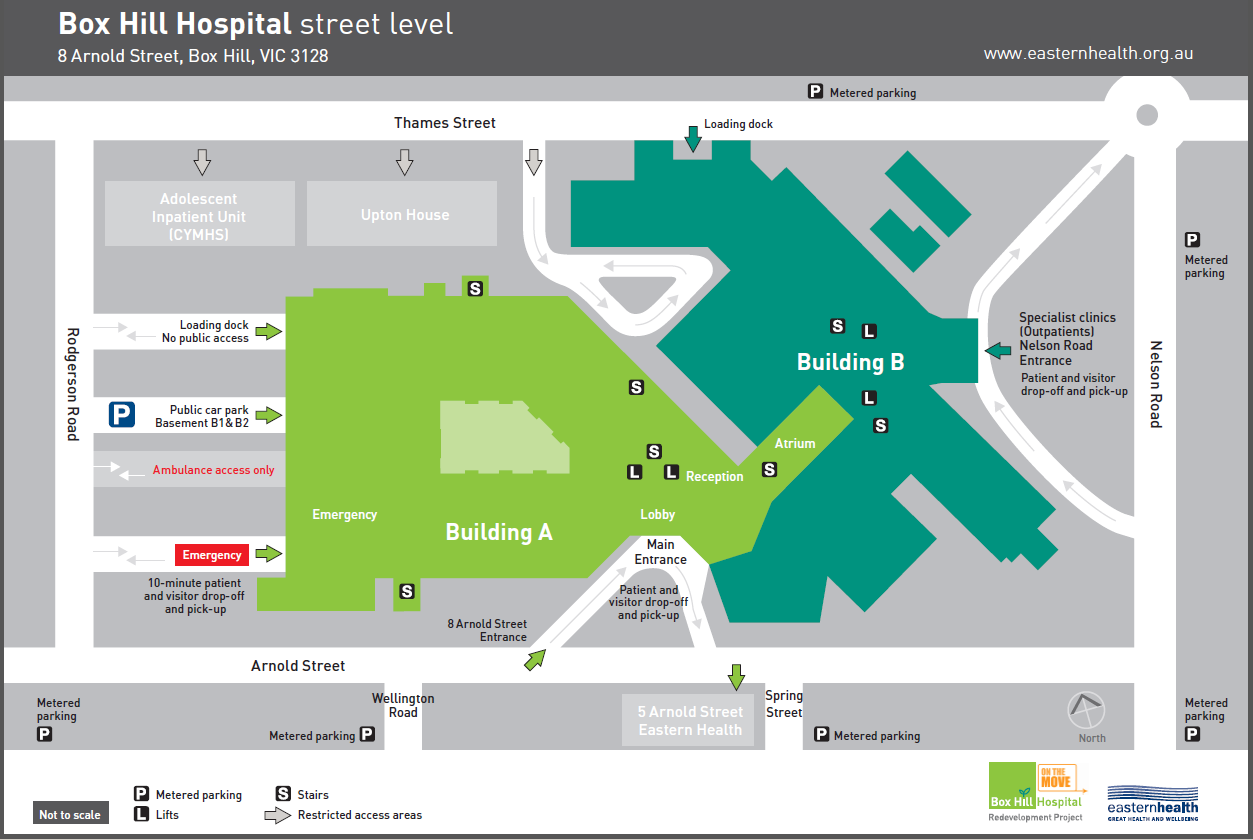 Box Hill Hospital street level
8 Arnold Street, Box Hill, VIC 3128
www.easternhealth.org.au
P Metered parking
Thames Street
Loading dock
Adolescent
Inpatient Unit
(CYMHS)
Upton House
P
Metered
parking
S
Loading dock
No public access
Rodgerson Road
S
L
Building B
Specialist clinics
(Outpatients)
Nelson Road
Entrance
Patient and visitor
drop-off and pick-up
Nelson Road
S
L
S
P
Public car park
Basement B1 & B2
Atrium
Ambulance access only
S
L
L
Reception
S
Emergency
Lobby
Building A
Main
Entrance
Emergency
10-minute patient
and visitor drop-off
and pick-up
S
Patient and
visitor drop-off
and pick-up
8 Arnold Street
Entrance
Arnold Street
Metered
parking
P
Wellington
Road
Metered parking P
5 Arnold Street
Eastern Health
Spring
Street
P Metered parking
North
Metered
parking
P
Not to scale
P Metered parking
L Lifts
S Stairs
Restricted access areas
ON THE
MOVE
Box Hill Hospital
Redevelopment Project
easternhealth
GREAT HEALTH AND WELLBEING